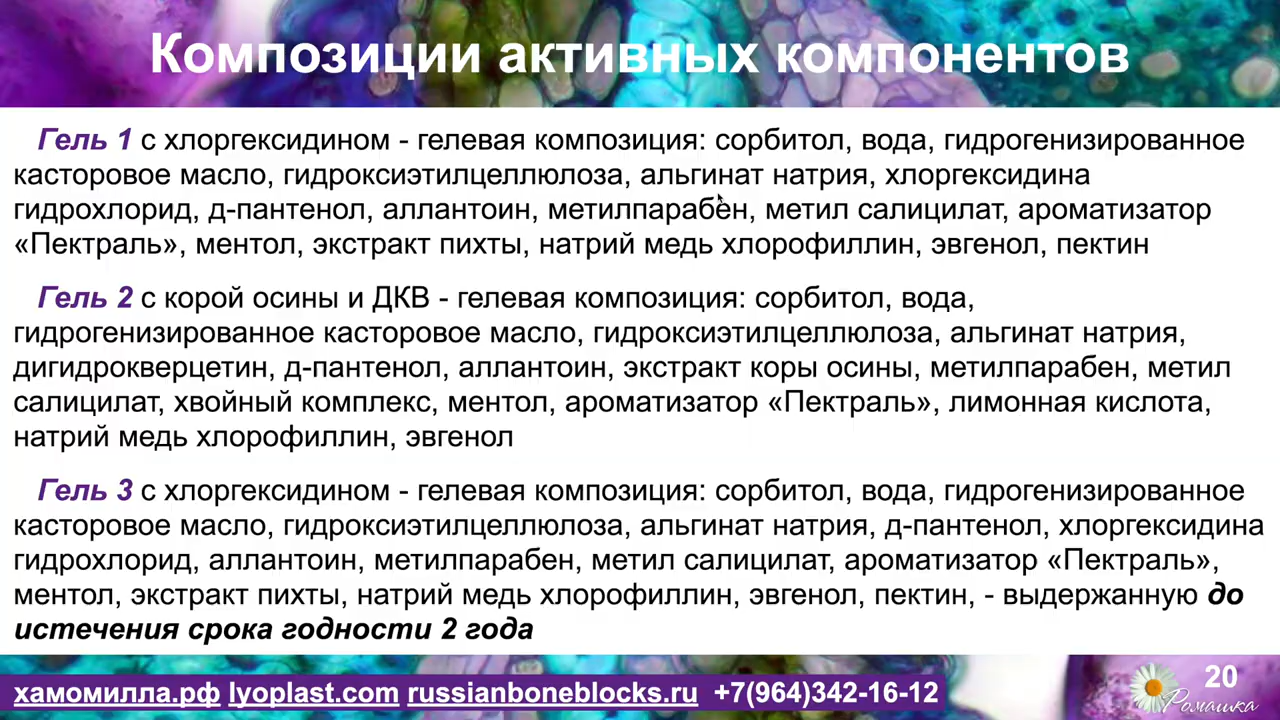 Композиции активных компонентов
Гель 1 с хлоргексидином - гелевая композиция: сорбитол, вода, гидрогенизированное
касторовое масло, гидроксиэтилцеллюлоза, альгинат натрия, хлоргексидина
гидрохлорид, д-пантенол, аллантоин, метилпарабен, метил салицилат, ароматизатор
«Пектраль», ментол, экстракт пихты, натрий медь хлорофиллин, эвгенол, пектин
Гель 2 с корой осины и ДКВ - гелевая композиция: сорбитол, вода,
гидрогенизированное касторовое масло, гидроксиэтилцеллюлоза, альгинат натрия,
дигидрокверцетин, д-пантенол, аллантоин, экстракт коры осины, метилпарабен, метил
салицилат, хвойный комплекс, ментол, ароматизатор «Пектраль», лимонная кислота,
натрий медь хлорофиллин, эвгенол
Гель 3 с хлоргексидином - гелевая композиция: сорбитол, вода, гидрогенизированное
касторовое масло, гидроксиэтилцеллюлоза, альгинат натрия, д-пантенол, хлоргексидина
гидрохлорид, аллантоин, метилпарабен, метил салицилат, ароматизатор «Пектраль»,
ментол, экстракт пихты, натрий медь хлорофиллин, эвгенол, пектин, - выдержанную до
истечения срока годности 2 года
хамомилла.рф lyoplast.com russianboneblocks.ru +7(964)342-16-12
20
Ромашка